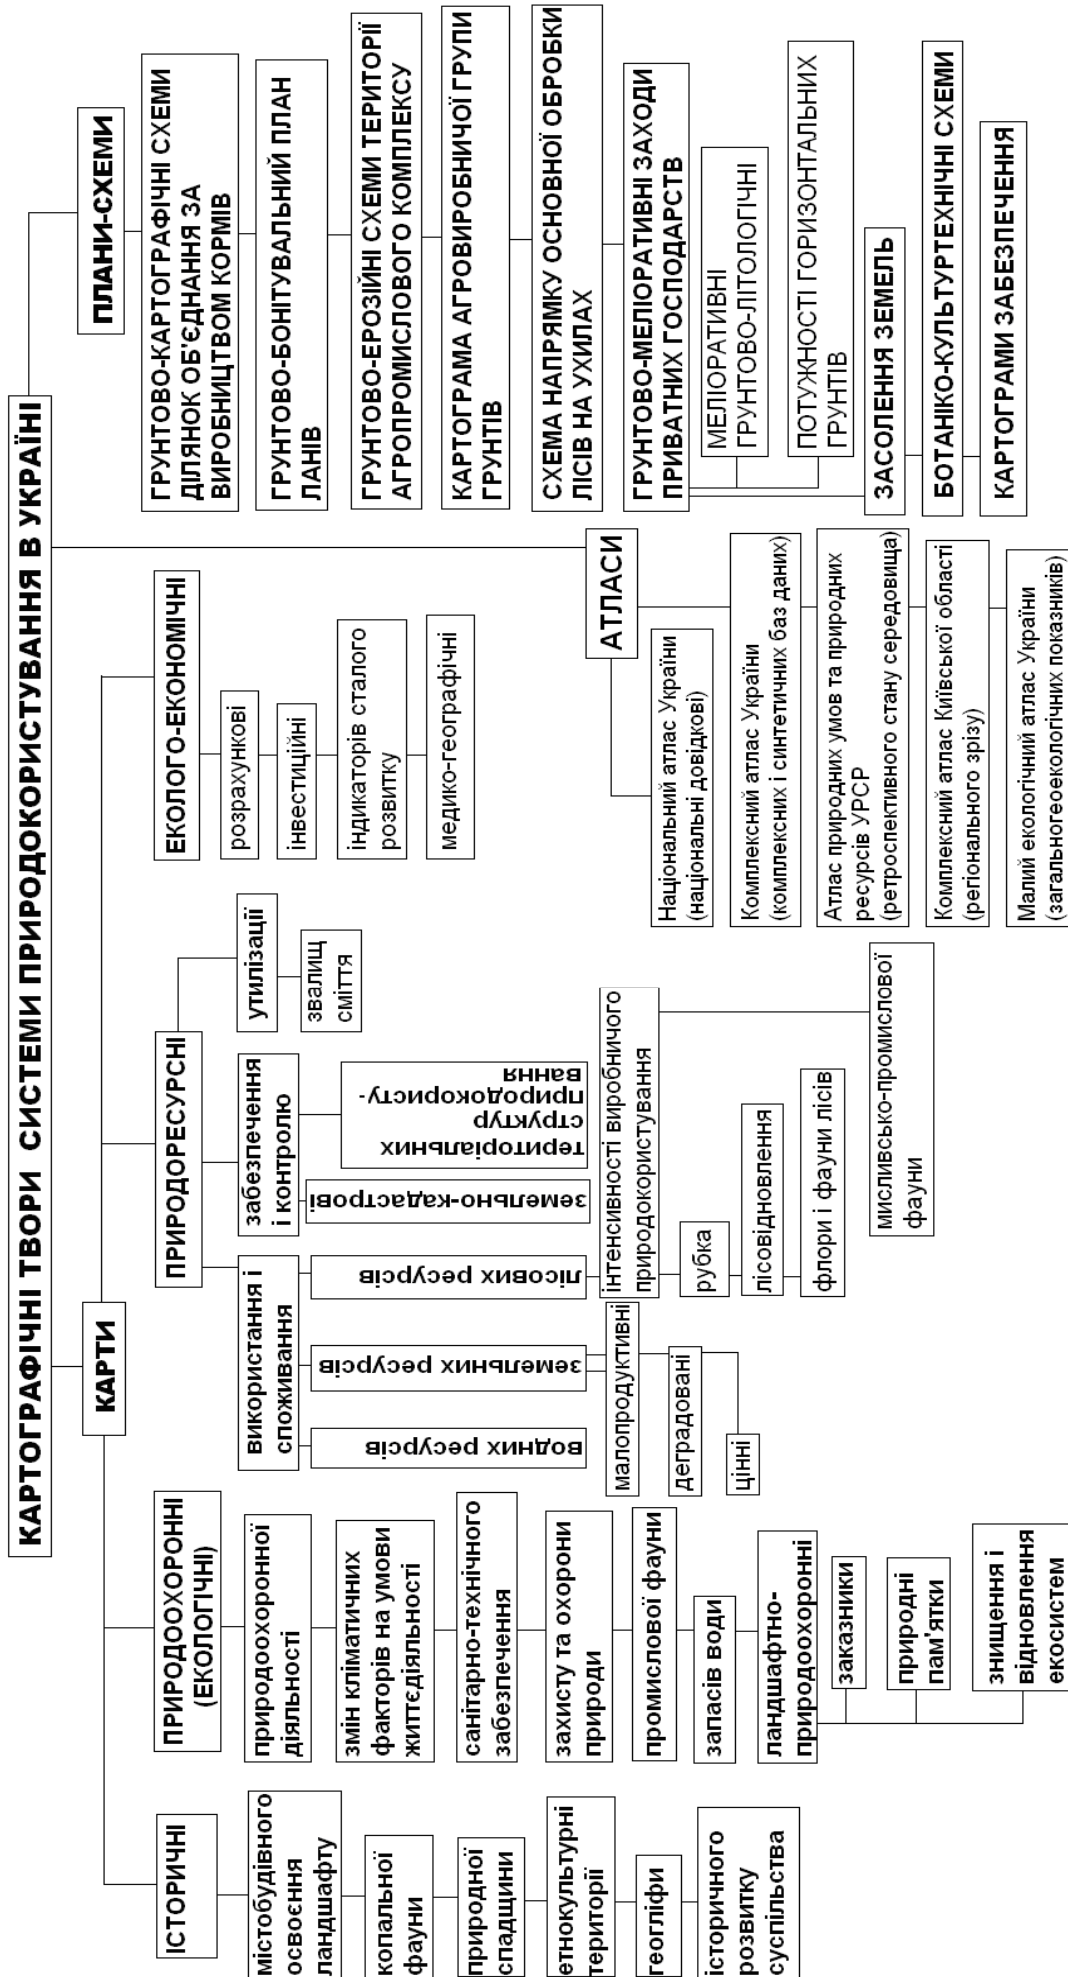 КАРТОГРАФІЧНІ ТВОРИ СИСТЕМИ ПРИРОДОКОРИСТУВАННЯ В УКРАЇНІ
КАРТИ
ІСТОРИЧНІ
містобудівного
освоєння
ландшафту
копальної
фауни
природної
спадщини
етнокультурні
території
геогліфи
історичного
розвитку
суспільства
ПРИРОДООХОРОННІ
(ЕКОЛОГІЧНІ)
природоохоронної
діяльності
змін кліматичних
факторів на умови
життєдіяльності
санітарно-технічного
забезпечення
захисту та охорони
природи
промислової фауни
запасів води
ландшафтно-
природоохоронні
заказники
природні
пам'ятки
знищення і
відновлення
екосистем
ПРИРОДОРЕСУРСНІ
використання і
споживання
водних ресурсів
земельних ресурсів
малопродуктивні
деградовані
цінні
лісових ресурсів
інтенсивності виробничого
природокористування
рубка
лісовідновлення
флори і фауни лісів
мисливсько-промислової
фауни
забезпечення
і контролю
земельно-кадастрові
територіальних
структур
природокористу-
вання
утилізації
звалищ
сміття
ЕКОЛОГО-ЕКОНОМІЧНІ
розрахункові
інвестиційні
індикаторів сталого
розвитку
медико-географічні
АТЛАСИ
Національний атлас України
(національні довідкові)
Комплексний атлас України
(комплексних і синтетичних баз даних)
Атлас природних умов та природних
ресурсів УРСР
(ретроспективного стану середовища)
Комплексний атлас Київської області
(регіонального зрізу)
Малий екологічний атлас України
(загальногеоекологічних показників)
ПЛАНИ-СХЕМИ
ГРУНТОВО-КАРТОГРАФІЧНІ СХЕМИ
ДІЛЯНОК ОБ'ЄДНАННЯ ЗА
ВИРОБНИЦТВОМ КОРМІВ
ГРУНТОВО-БОНІТУВАЛЬНИЙ ПЛАН
ЛАНІВ
ГРУНТОВО-ЕРОЗІЙНІ СХЕМИ ТЕРИТОРІЇ
АГРОПРОМИСЛОВОГО КОМПЛЕКСУ
КАРТОГРАМА АГРОВИРОБНИЧОЇ ГРУПИ
ГРУНТІВ
СХЕМА НАПРЯМКУ ОСНОВНОЇ ОБРОБКИ
ЛІСІВ НА УХИЛАХ
ГРУНТОВО-МЕЛІОРАТИВНІ ЗАХОДИ
ПРИВАТНИХ ГОСПОДАРСТВ
МЕЛІОРАТИВНІ
ГРУНТОВО-ЛІТОЛОГІЧНІ
ПОТУЖНОСТІ ГОРИЗОНТАЛЬНИХ
ГРУНТІВ
ЗАСОЛЕННЯ ЗЕМЕЛЬ
БОТАНІКО-КУЛЬТУРТЕХНІЧНІ СХЕМИ
КАРТОГРАМИ ЗАБЕЗПЕЧЕННЯ